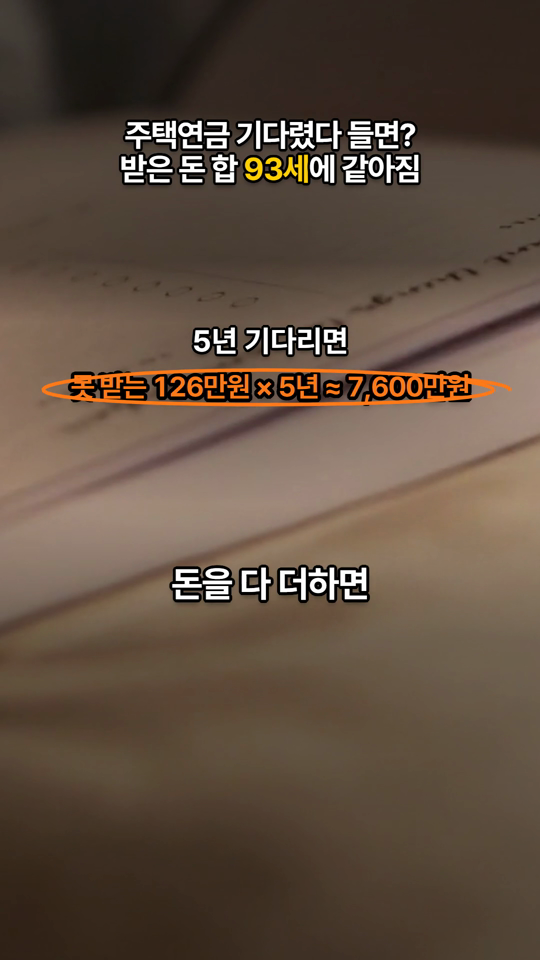 주택연금 기다렸다 들면?
받은 돈 합 93세에 같아짐
5년 기다리면
못 받는 126만원 × 5년 ≈ 7,600만원
돈을 다 더하면